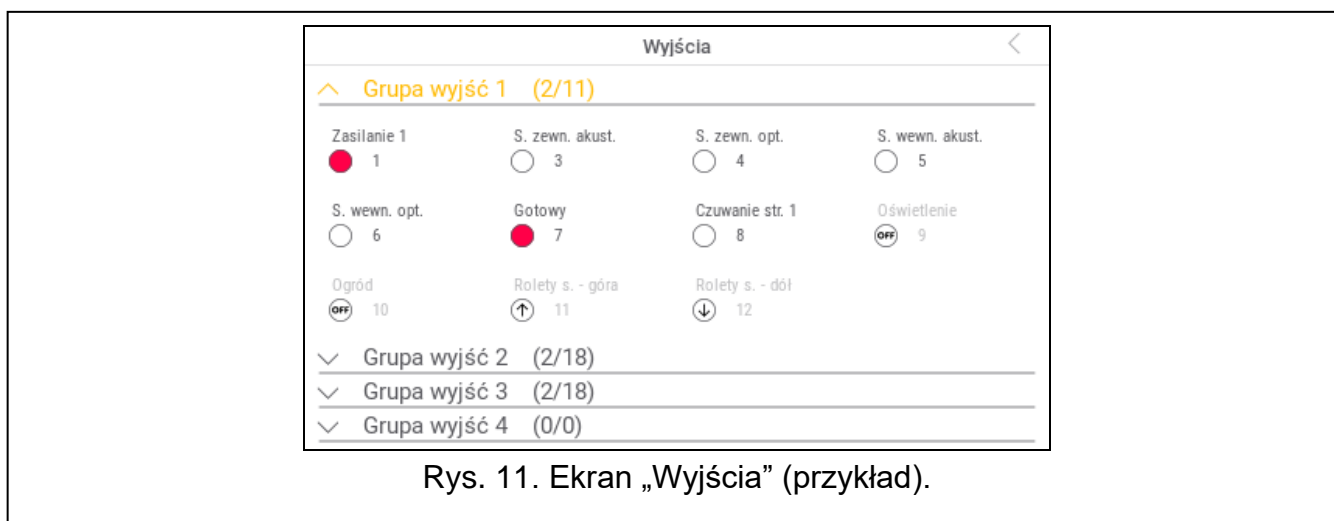 Wyjścia
Grupa wyjść 1 (2/11)
Zasilanie 1 S. zewn. akust. S. zewn. opt. S. wewn. akust.
1 3 4 5
S. wewn. opt. Gotowy Czuwanie str. 1 Oświetlenie
6 7 8 OFF 9
Ogród Rolety s. - góra Rolety s. - dół
OFF 10 11 12
Grupa wyjść 2 (2/18)
Grupa wyjść 3 (2/18)
Grupa wyjść 4 (0/0)
Rys. 11. Ekran „Wyjścia” (przykład).